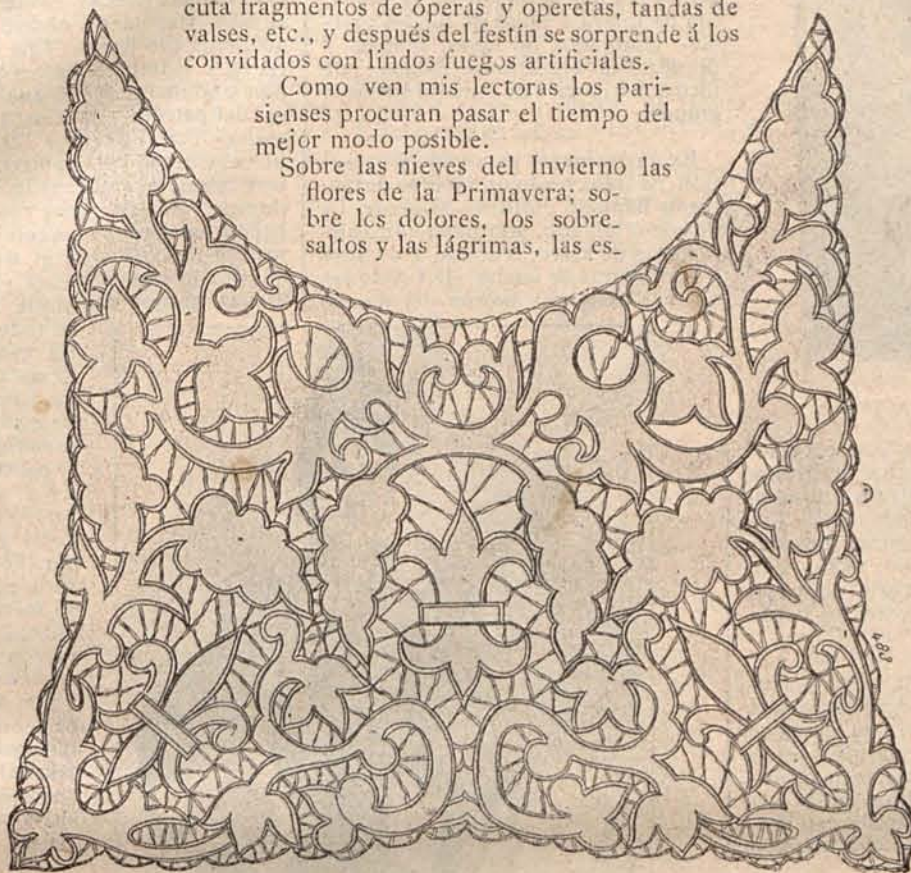 cuta fragmentos de óperas y operetas, tandas de
valses, etc., y después del festín se sorprende á los
convidados con lindos fuegos artificiales.
Como ven mis lectoras los pari-
sienses procuran pasar el tiempo del
mejor modo posible.
Sobre las nieves del Invierno las
flores de la Primavera; so-
bre los dolores, los sobre-
saltos y las lágrimas, las es-
489